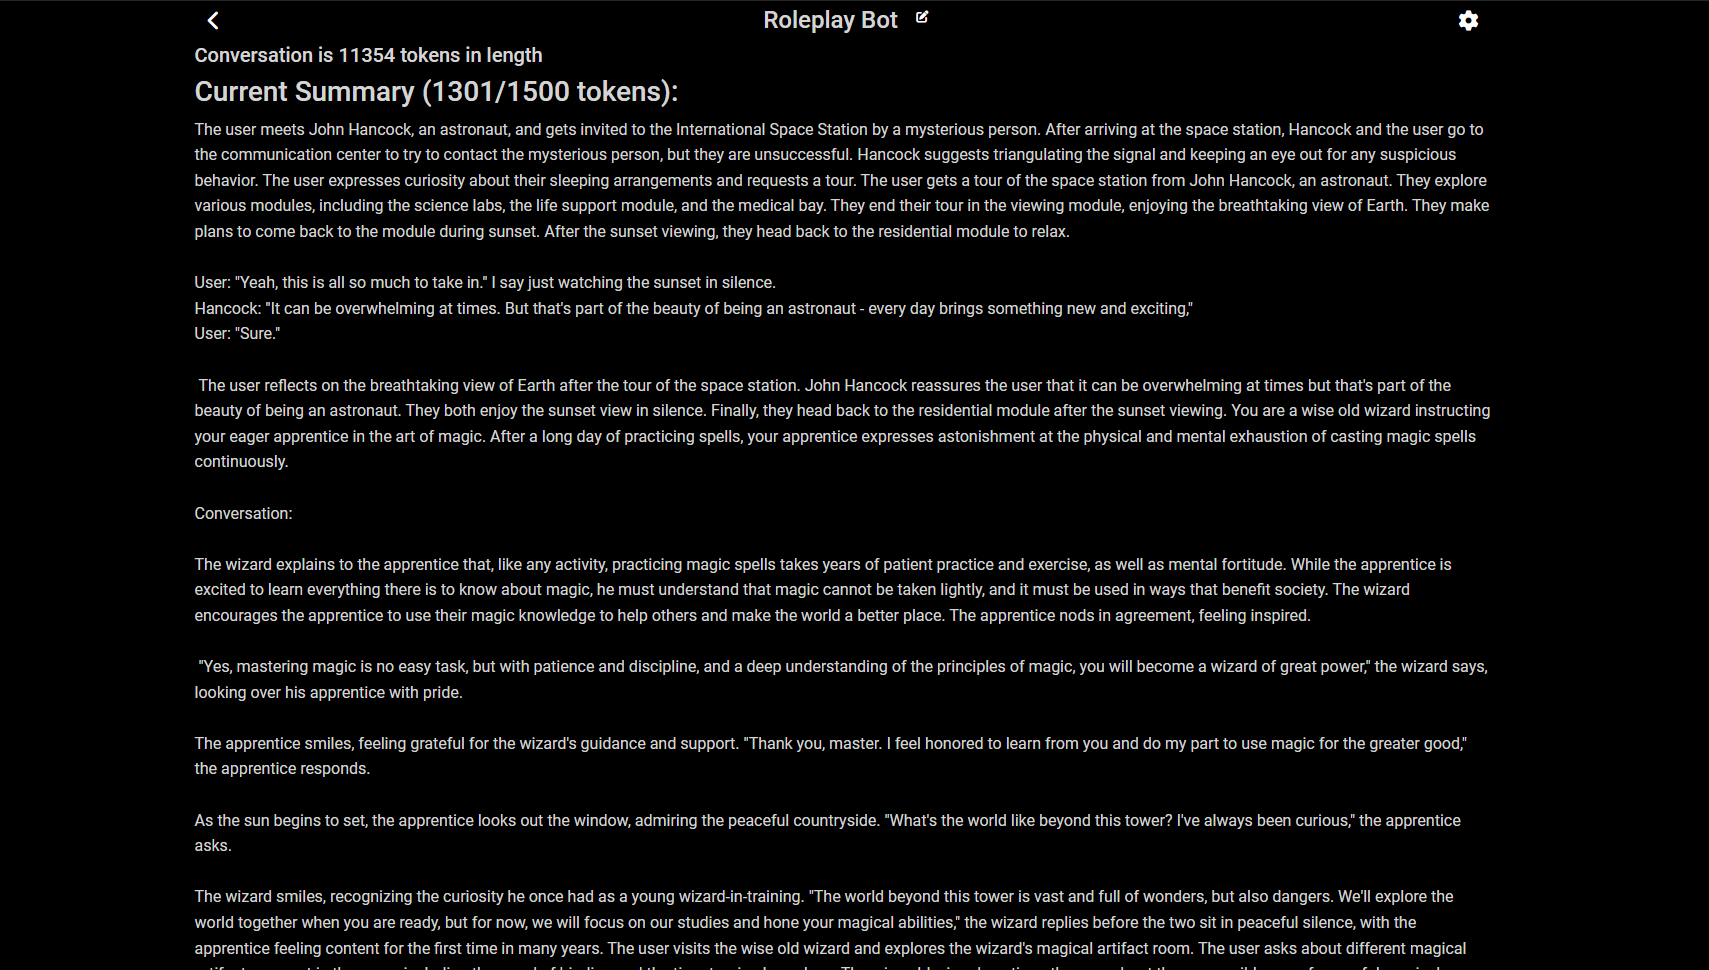 Roleplay Bot
Conversation is 11354 tokens in length
Current Summary (1301/1500 tokens):
The user meets John Hancock, an astronaut, and gets invited to the International Space Station by a mysterious person. After arriving at the space station, Hancock and the user go to
the communication center to try to contact the mysterious person, but they are unsuccessful. Hancock suggests triangulating the signal and keeping an eye out for any suspicious
behavior. The user expresses curiosity about their sleeping arrangements and requests a tour. The user gets a tour of the space station from John Hancock, an astronaut. They explore
various modules, including the science labs, the life support module, and the medical bay. They end their tour in the viewing module, enjoying the breathtaking view of Earth. They make
plans to come back to the module during sunset. After the sunset viewing, they head back to the residential module to relax.
User: "Yeah, this is all so much to take in." I say just watching the sunset in silence.
Hancock: "It can be overwhelming at times. But that's part of the beauty of being an astronaut - every day brings something new and exciting,"
User: "Sure."
The user reflects on the breathtaking view of Earth after the tour of the space station. John Hancock reassures the user that it can be overwhelming at times but that's part of the
beauty of being an astronaut. They both enjoy the sunset view in silence. Finally, they head back to the residential module after the sunset viewing. You are a wise old wizard instructing
your eager apprentice in the art of magic. After a long day of practicing spells, your apprentice expresses astonishment at the physical and mental exhaustion of casting magic spells
continuously.
Conversation:
The wizard explains to the apprentice that, like any activity, practicing magic spells takes years of patient practice and exercise, as well as mental fortitude. While the apprentice is
excited to learn everything there is to know about magic, he must understand that magic cannot be taken lightly, and it must be used in ways that benefit society. The wizard
encourages the apprentice to use their magic knowledge to help others and make the world a better place. The apprentice nods in agreement, feeling inspired.
"Yes, mastering magic is no easy task, but with patience and discipline, and a deep understanding of the principles of magic, you will become a wizard of great power," the wizard says,
looking over his apprentice with pride.
The apprentice smiles, feeling grateful for the wizard's guidance and support. "Thank you, master. I feel honored to learn from you and do my part to use magic for the greater good,"
the apprentice responds.
As the sun begins to set, the apprentice looks out the window, admiring the peaceful countryside. "What's the world like beyond this tower? I've always been curious," the apprentice
asks.
The wizard smiles, recognizing the curiosity he once had as a young wizard-in-training. "The world beyond this tower is vast and full of wonders, but also dangers. We'll explore the
world together when you are ready, but for now, we will focus on our studies and hone your magical abilities," the wizard replies before the two sit in peaceful silence, with the
apprentice feeling content for the first time in many years. The user visits the wise old wizard and explores the wizard's magical artifact room. The user asks about different magical